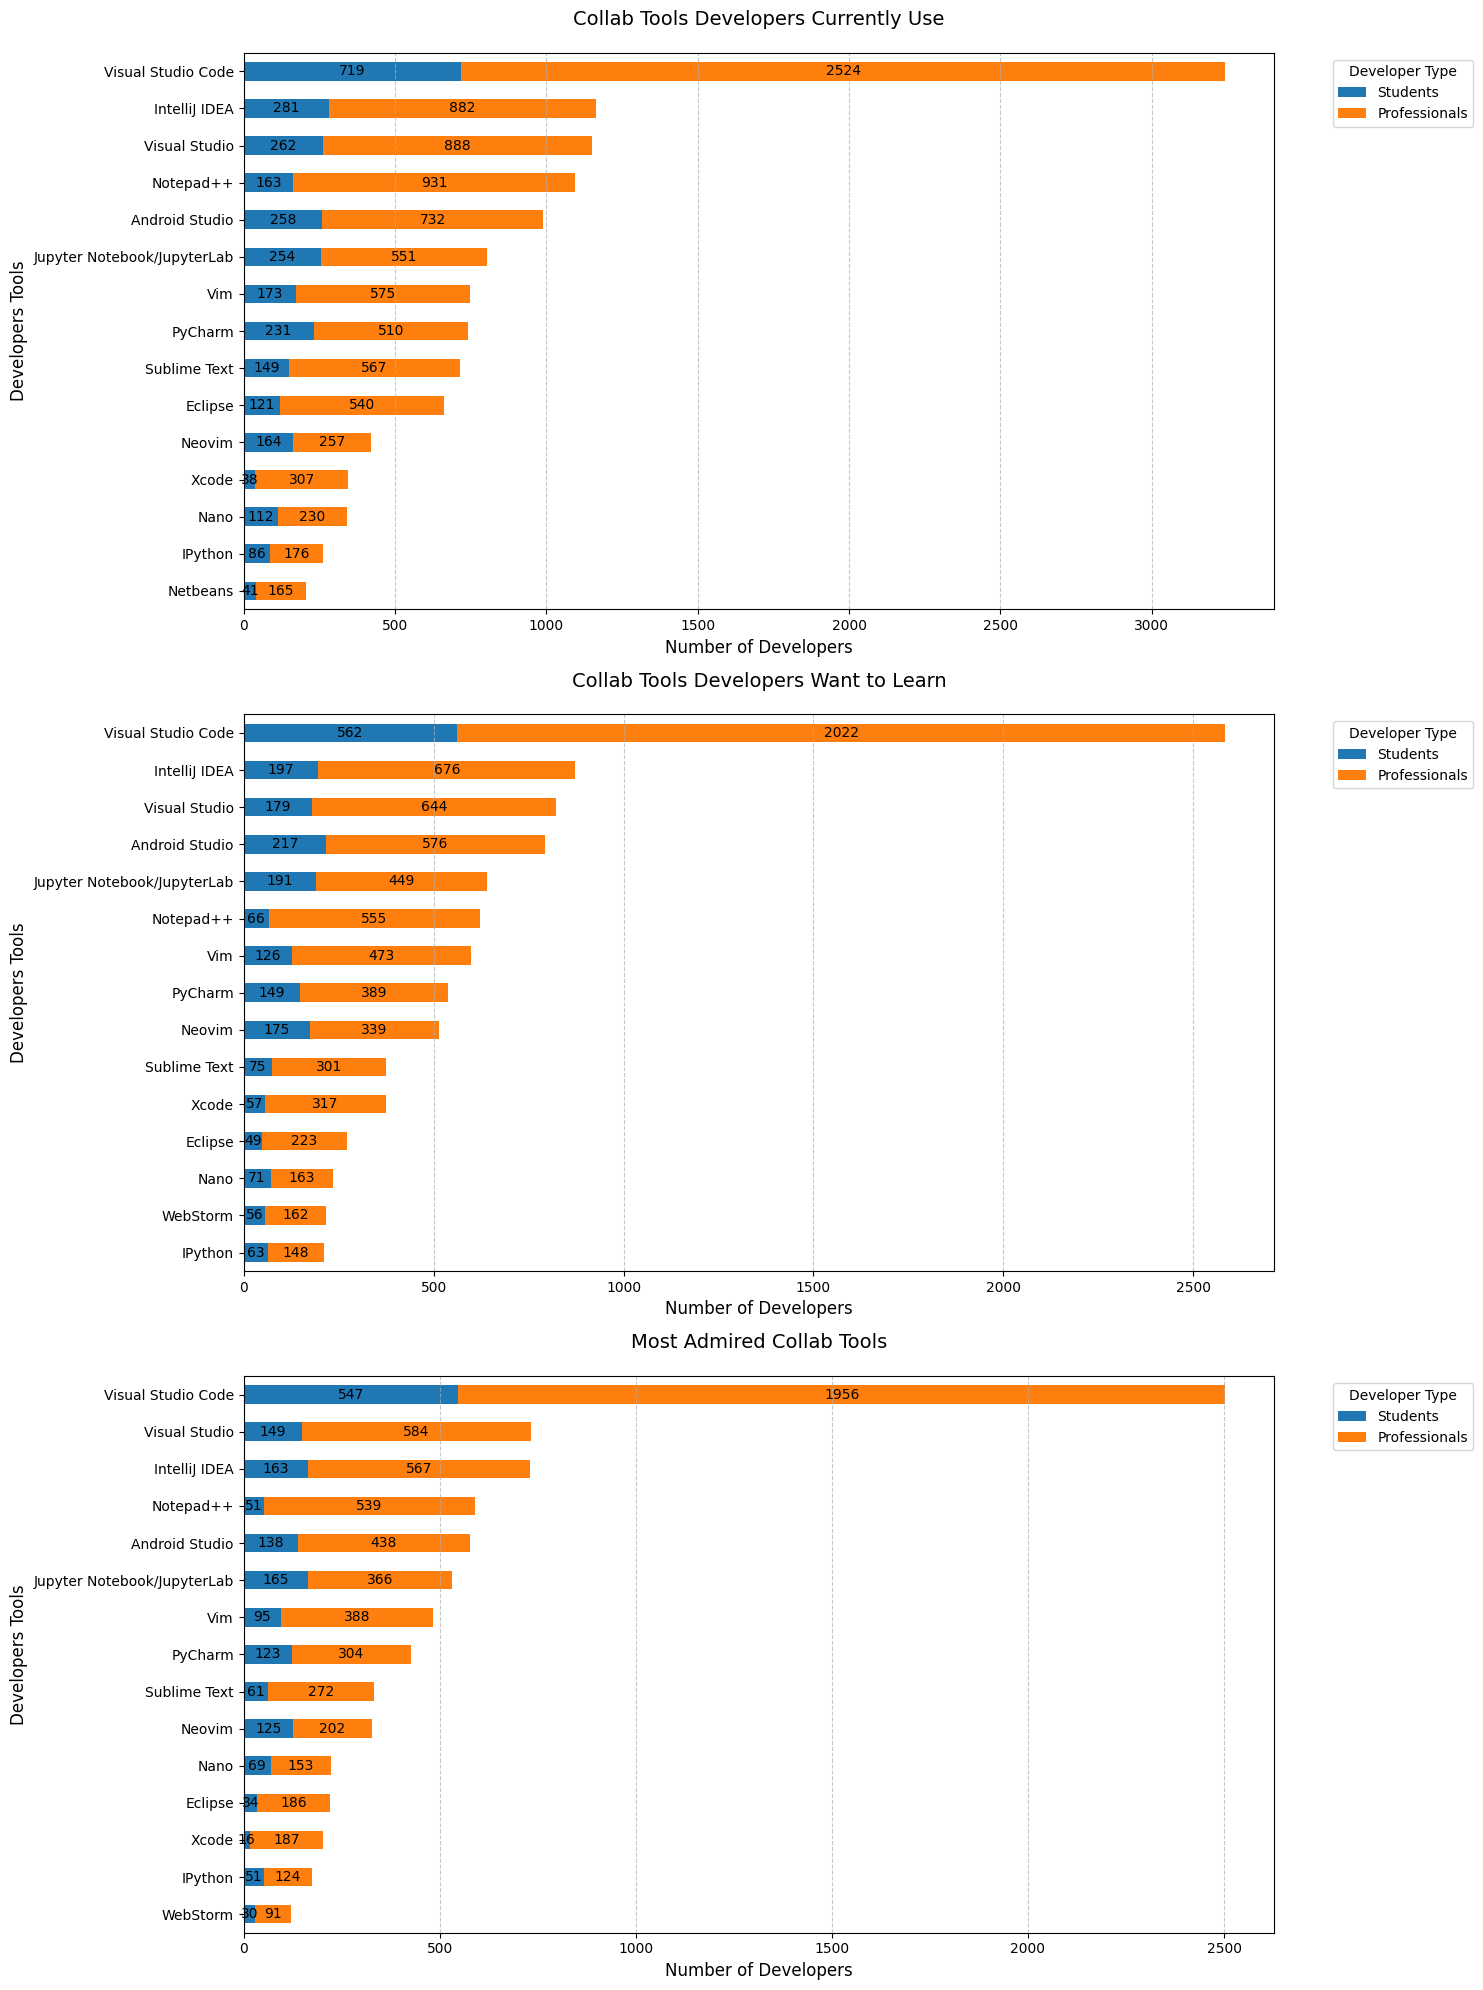 Collab Tools Developers Currently Use
Developer Type
Students
Professionals
Developers Tools
Visual Studio Code 719 2524
IntelliJ IDEA 281 882
Visual Studio 262 888
Notepad++ 163 931
Android Studio 258 732
Jupyter Notebook/JupyterLab 254 551
Vim 173 575
PyCharm 231 510
Sublime Text 149 567
Eclipse 121 540
Neovim 164 257
Xcode 38 307
Nano 112 230
IPython 86 176
Netbeans 41 165
0 500 1000 1500 2000 2500 3000
Number of Developers
Collab Tools Developers Want to Learn
Developer Type
Students
Professionals
Developers Tools
Visual Studio Code 562 2022
IntelliJ IDEA 197 676
Visual Studio 179 644
Android Studio 217 576
Jupyter Notebook/JupyterLab 191 449
Notepad++ 66 555
Vim 126 473
PyCharm 149 389
Neovim 175 339
Sublime Text 75 301
Xcode 57 317
Eclipse 49 223
Nano 71 163
WebStorm 56 162
IPython 63 148
0 500 1000 1500 2000 2500
Number of Developers
Most Admired Collab Tools
Developer Type
Students
Professionals
Developers Tools
Visual Studio Code 547 1956
Visual Studio 149 584
IntelliJ IDEA 163 567
Notepad++ 51 539
Android Studio 138 438
Jupyter Notebook/JupyterLab 165 366
Vim 95 388
PyCharm 123 304
Sublime Text 61 272
Neovim 125 202
Nano 69 153
Eclipse 34 186
Xcode 16 187
IPython 51 124
WebStorm 30 91
0 500 1000 1500 2000 2500
Number of Developers